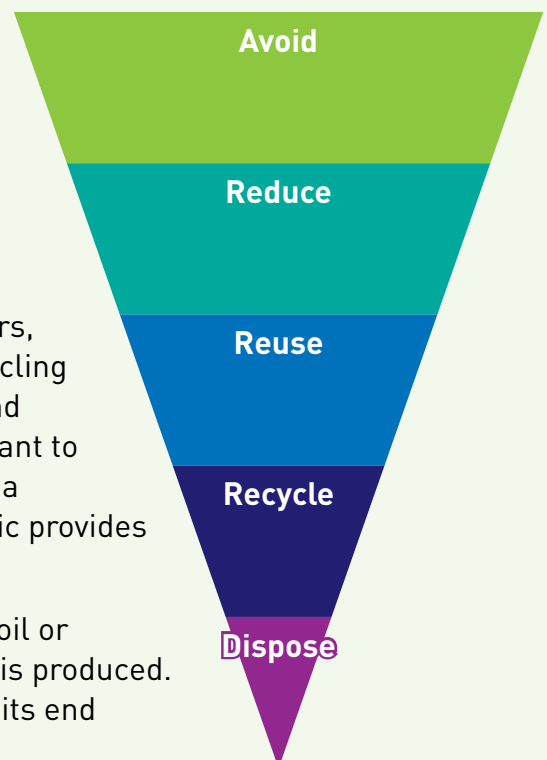 Avoid
Reduce
Reuse
Recycle
Dispose
rs,
cling
nd
ant to
a
ic provides
oil or
is produced.
its end